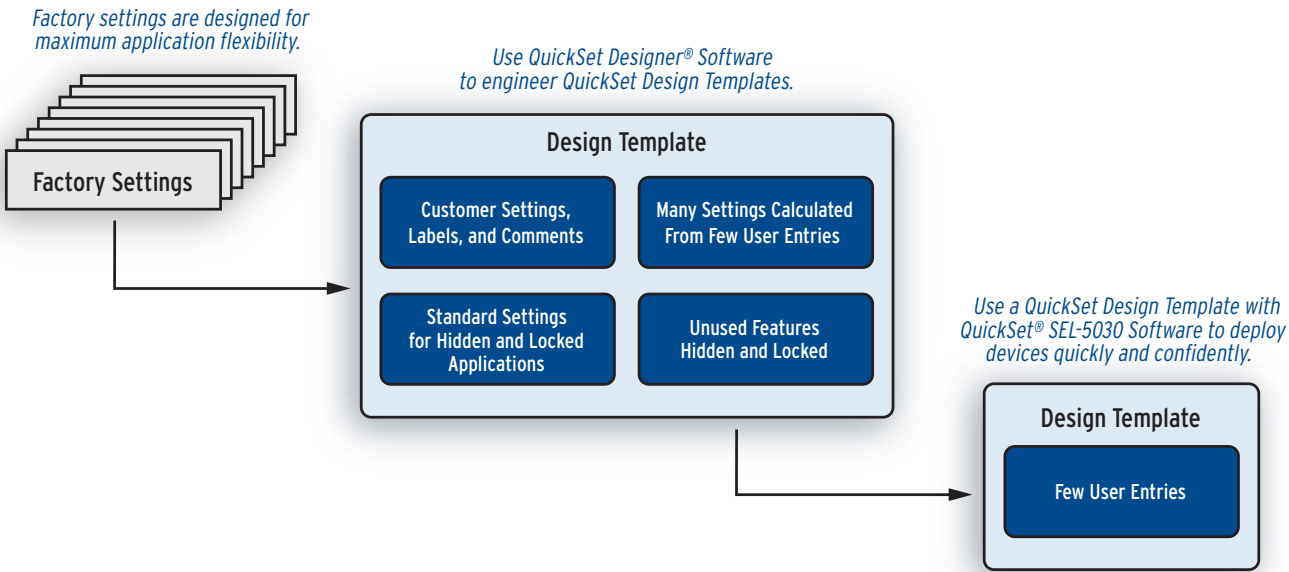 Factory settings are designed for
maximum application flexibility.
Factory Settings
Use QuickSet Designer® Software
to engineer QuickSet Design Templates.
Design Template
Customer Settings,
Labels, and Comments
Many Settings Calculated
From Few User Entries
Standard Settings
for Hidden and Locked
Applications
Unused Features
Hidden and Locked
Use a QuickSet Design Template with
QuickSet® SEL-5030 Software to deploy
devices quickly and confidently.
Design Template
Few User Entries